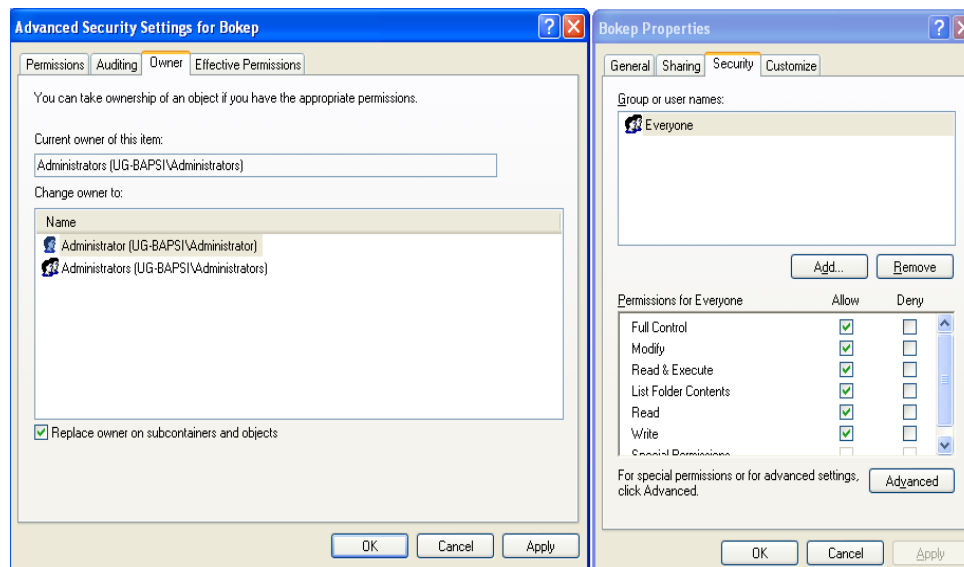 Advanced Security Settings for Bokep
Permissions Auditing Owner Effective Permissions
You can take ownership of an object if you have the appropriate permissions.
Current owner of this item:
Administrators (UG-BAPSI\Administrators)
Change owner to:
Name
Administrator (UG-BAPSI\Administrator)
Administrators (UG-BAPSI\Administrators)
Replace owner on subcontainers and objects
OK Cancel Apply
Bokep Properties
General Sharing Security Customize
Group or user names:
Everyone
Add... Remove
Permissions for Everyone Allow Deny
Full Control
Modify
Read & Execute
List Folder Contents
Read
Write
Special Permissions
For special permissions or for advanced settings,
click Advanced.
Advanced
OK Cancel Apply